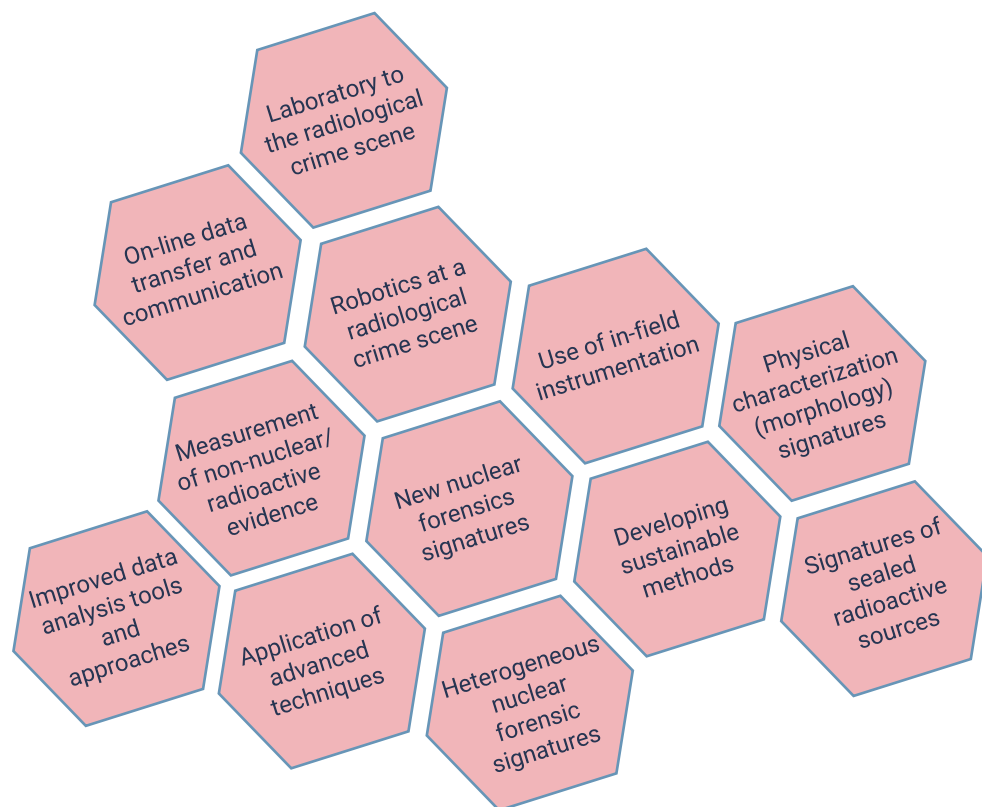 Laboratory to
the radiological
crime scene
On-line data
transfer and
communication
Robotics at a
radiological
crime scene
Use of in-field
instrumentation
Physical
characterization
(morphology)
signatures
Measurement
of non-nuclear/
radioactive
evidence
New nuclear
forensics
signatures
Developing
sustainable
methods
Signatures of
sealed
radioactive
sources
Improved data
analysis tools
and
approaches
Application of
advanced
techniques
Heterogeneous
nuclear
forensic
signatures